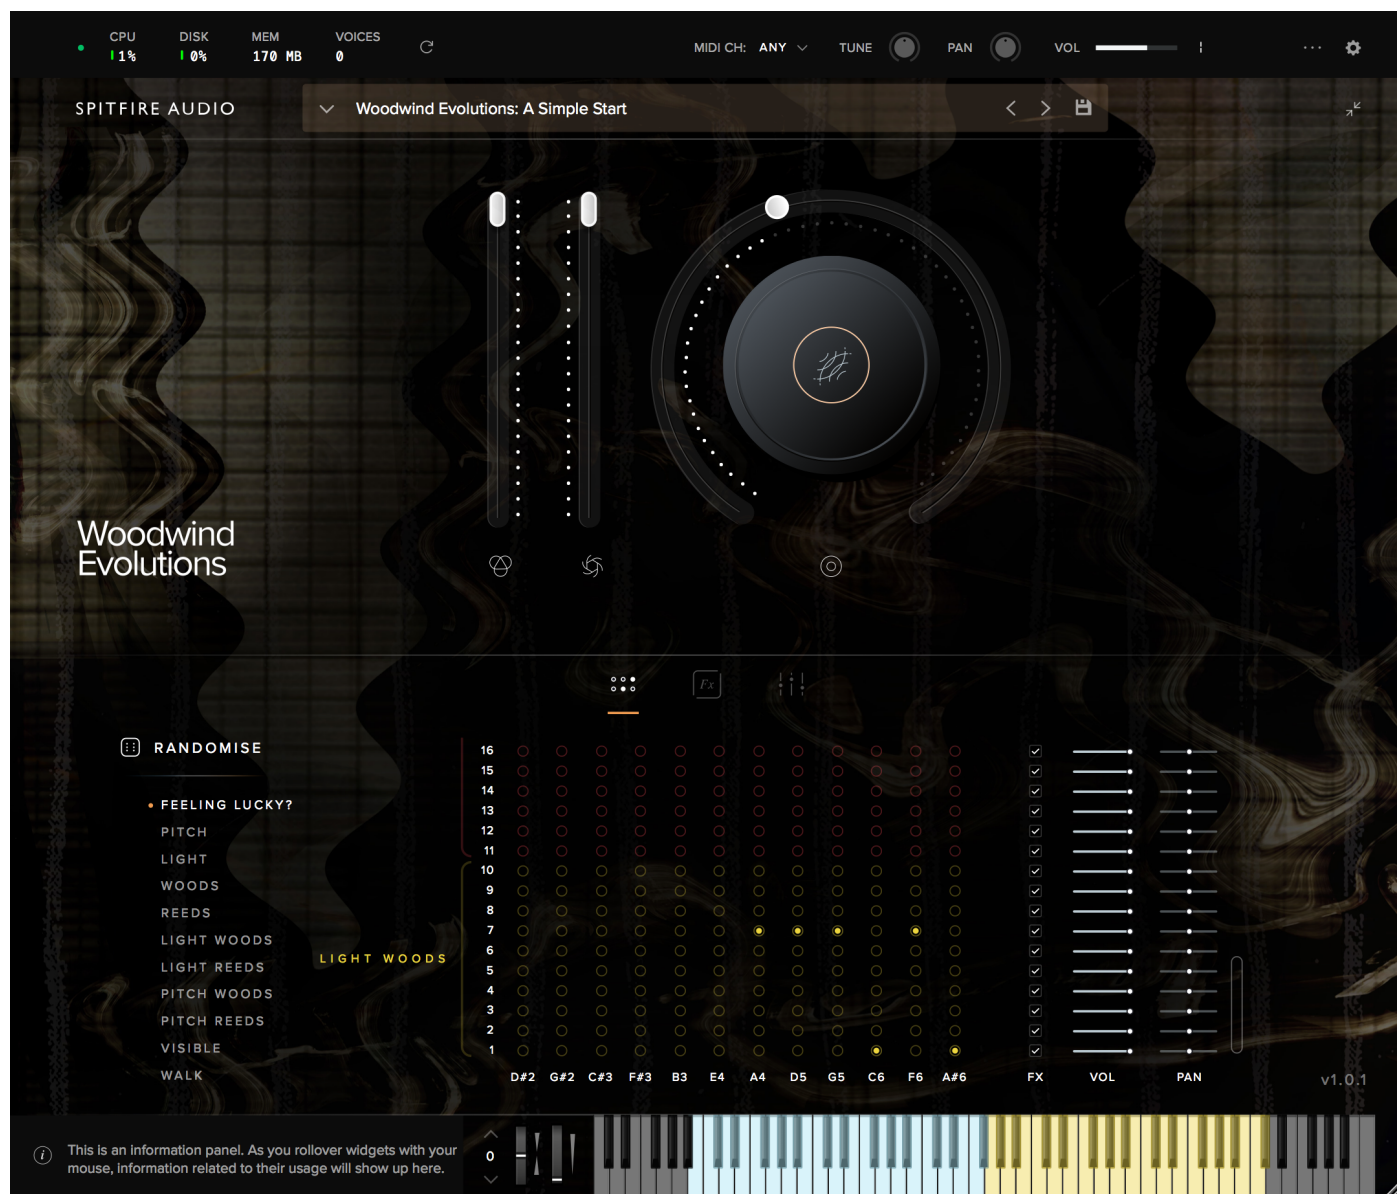 CPU DISK MEM VOICES
1% 0% 170 MB 0
MIDI CH: ANY TUNE PAN VOL
SPITFIRE AUDIO
Woodwind Evolutions: A Simple Start
Woodwind
Evolutions
Fx
RANDOMISE
FEELING LUCKY?
PITCH
LIGHT
WOODS
REEDS
LIGHT WOODS
LIGHT REEDS
PITCH WOODS
PITCH REEDS
VISIBLE
WALK
LIGHT WOODS
16
15
14
13
12
11
10
9
8
7
6
5
4
3
2
1
D#2 G#2 C#3 F#3 B3 E4 A4 D5 G5 C6 F6 A#6 FX VOL PAN
v1.0.1
This is an information panel. As you rollover widgets with your
mouse, information related to their usage will show up here.
0